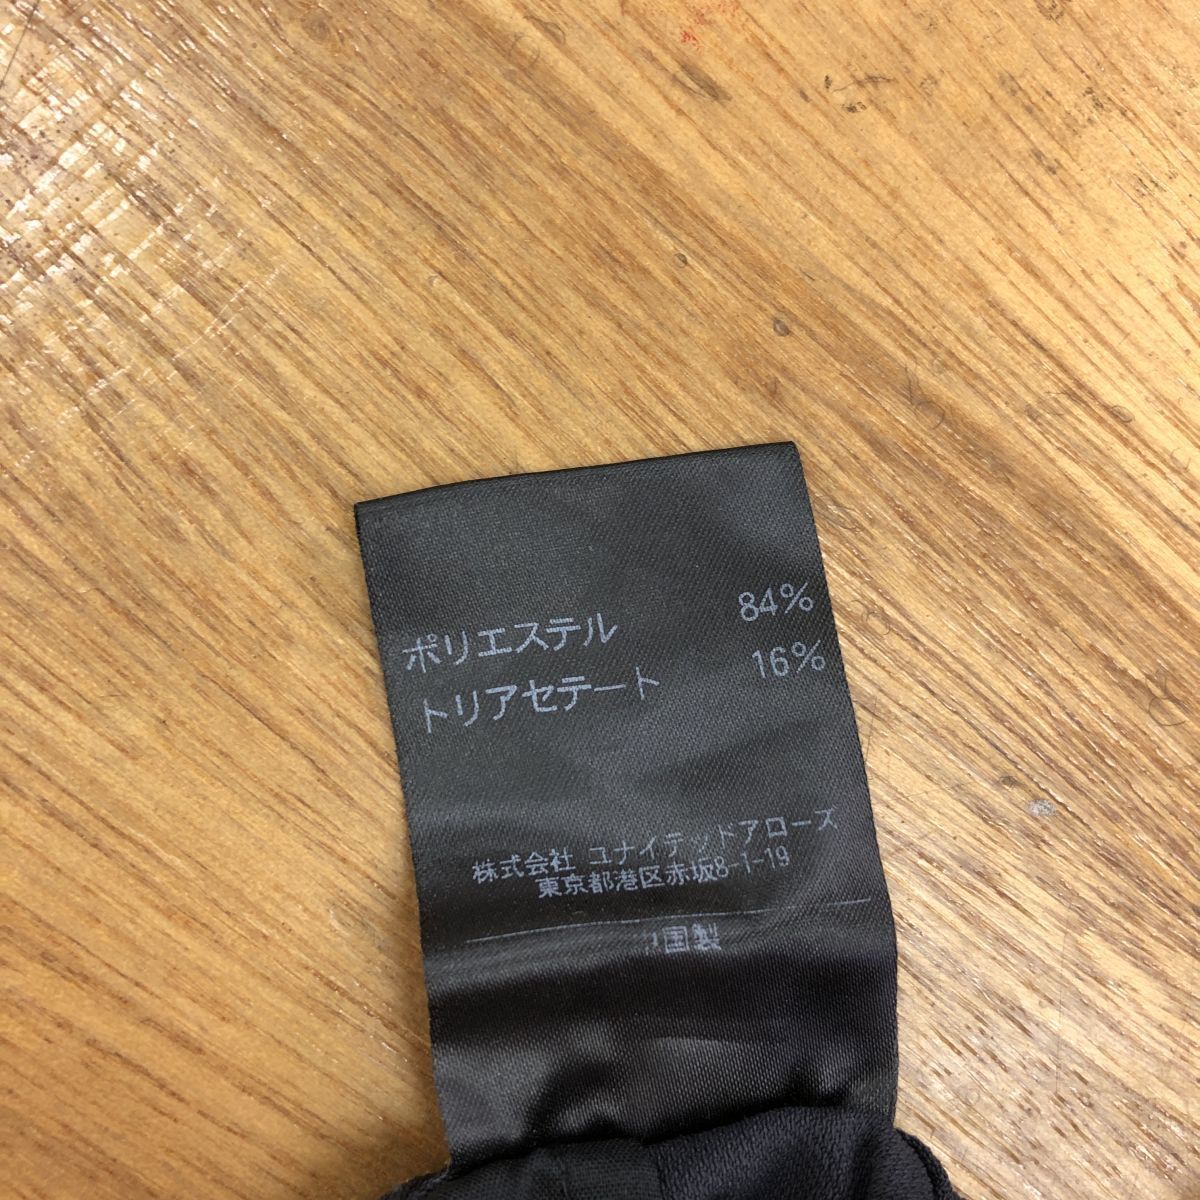 ポリエステル 84%
トリアセテート 16%
株式会社 ユナイテッドアローズ
東京都港区赤坂8-1-19
国製